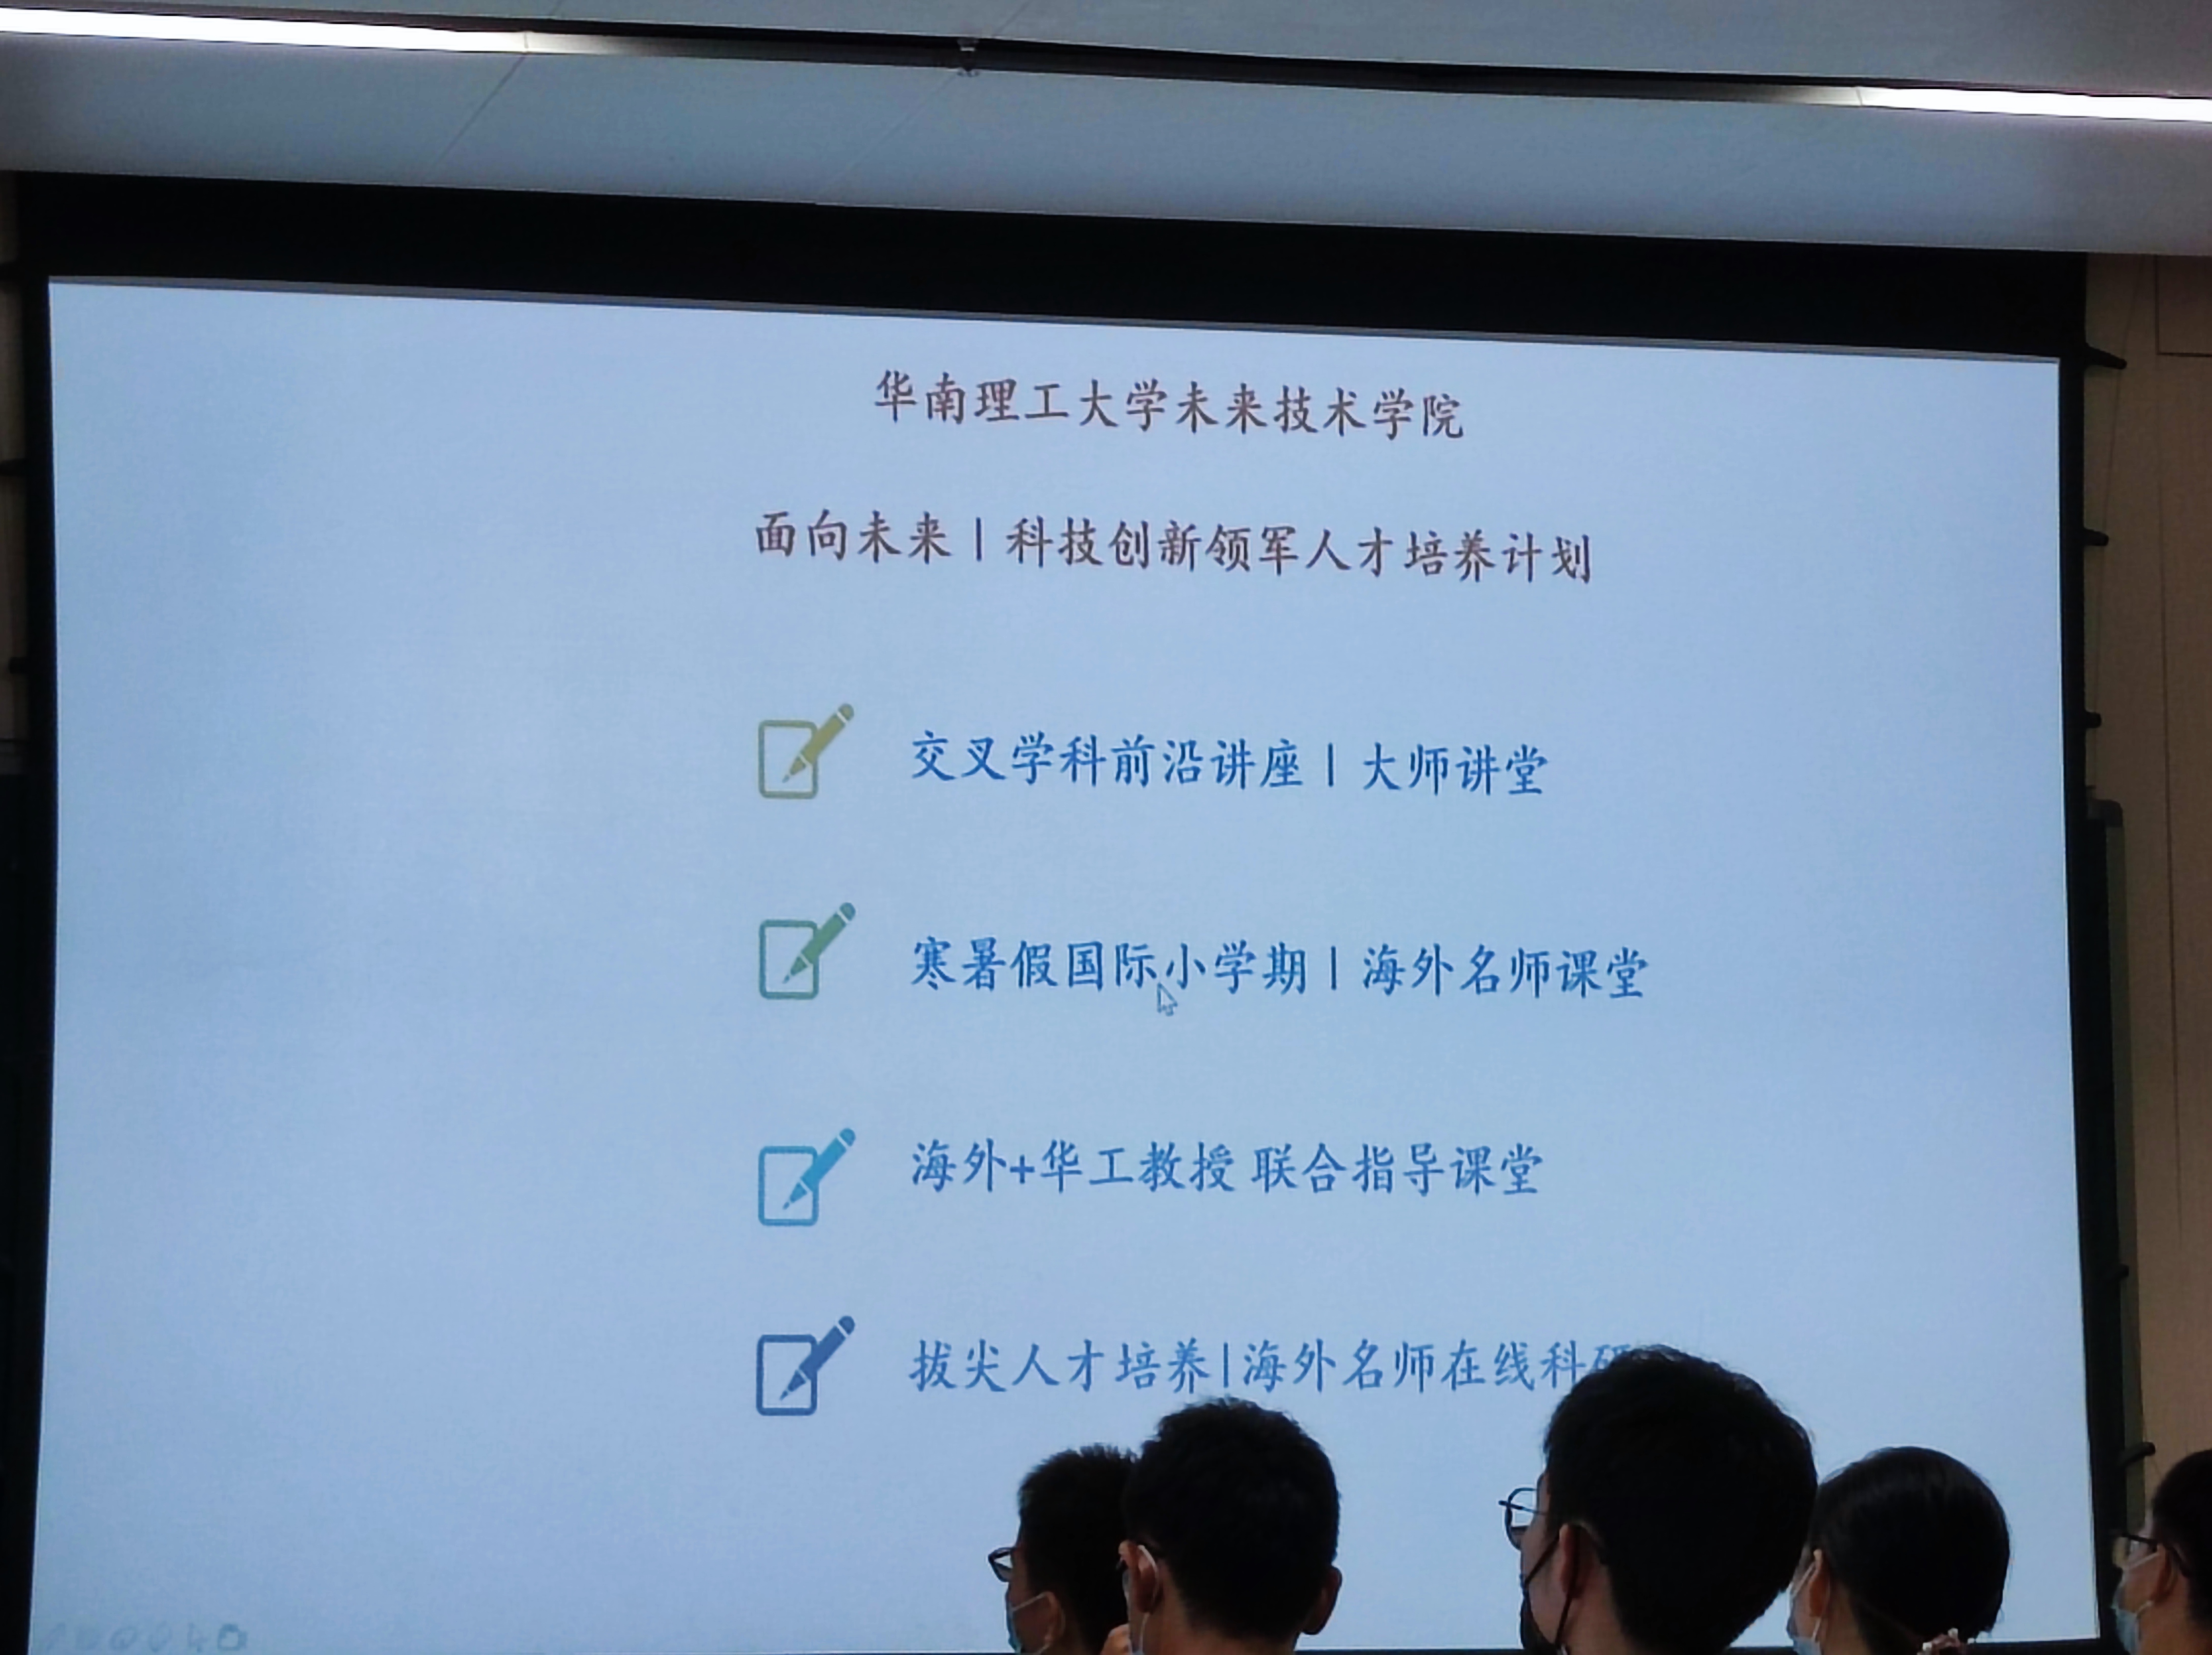 华南理工大学未来技术学院
面向未来 | 科技创新领军人才培养计划
交叉学科前沿讲座 | 大师讲堂
寒暑假国际小学期 | 海外名师课堂
海外+华工教授 联合指导课堂
拔尖人才培养|海外名师在线科研